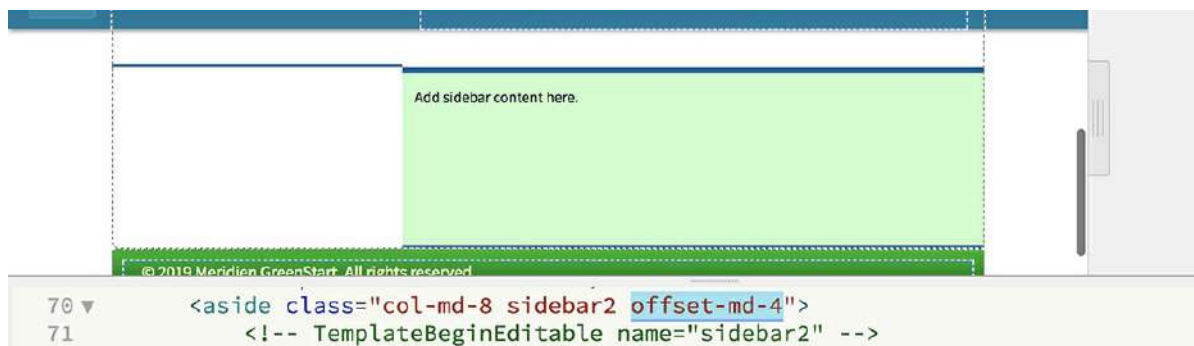 Add sidebar content here.
© 2019 Meridien GreenStart. All rights reserved
70 <aside class="col-md-8 sidebar2 offset-md-4">
71 <!-- TemplateBeginEditable name="sidebar2" -->